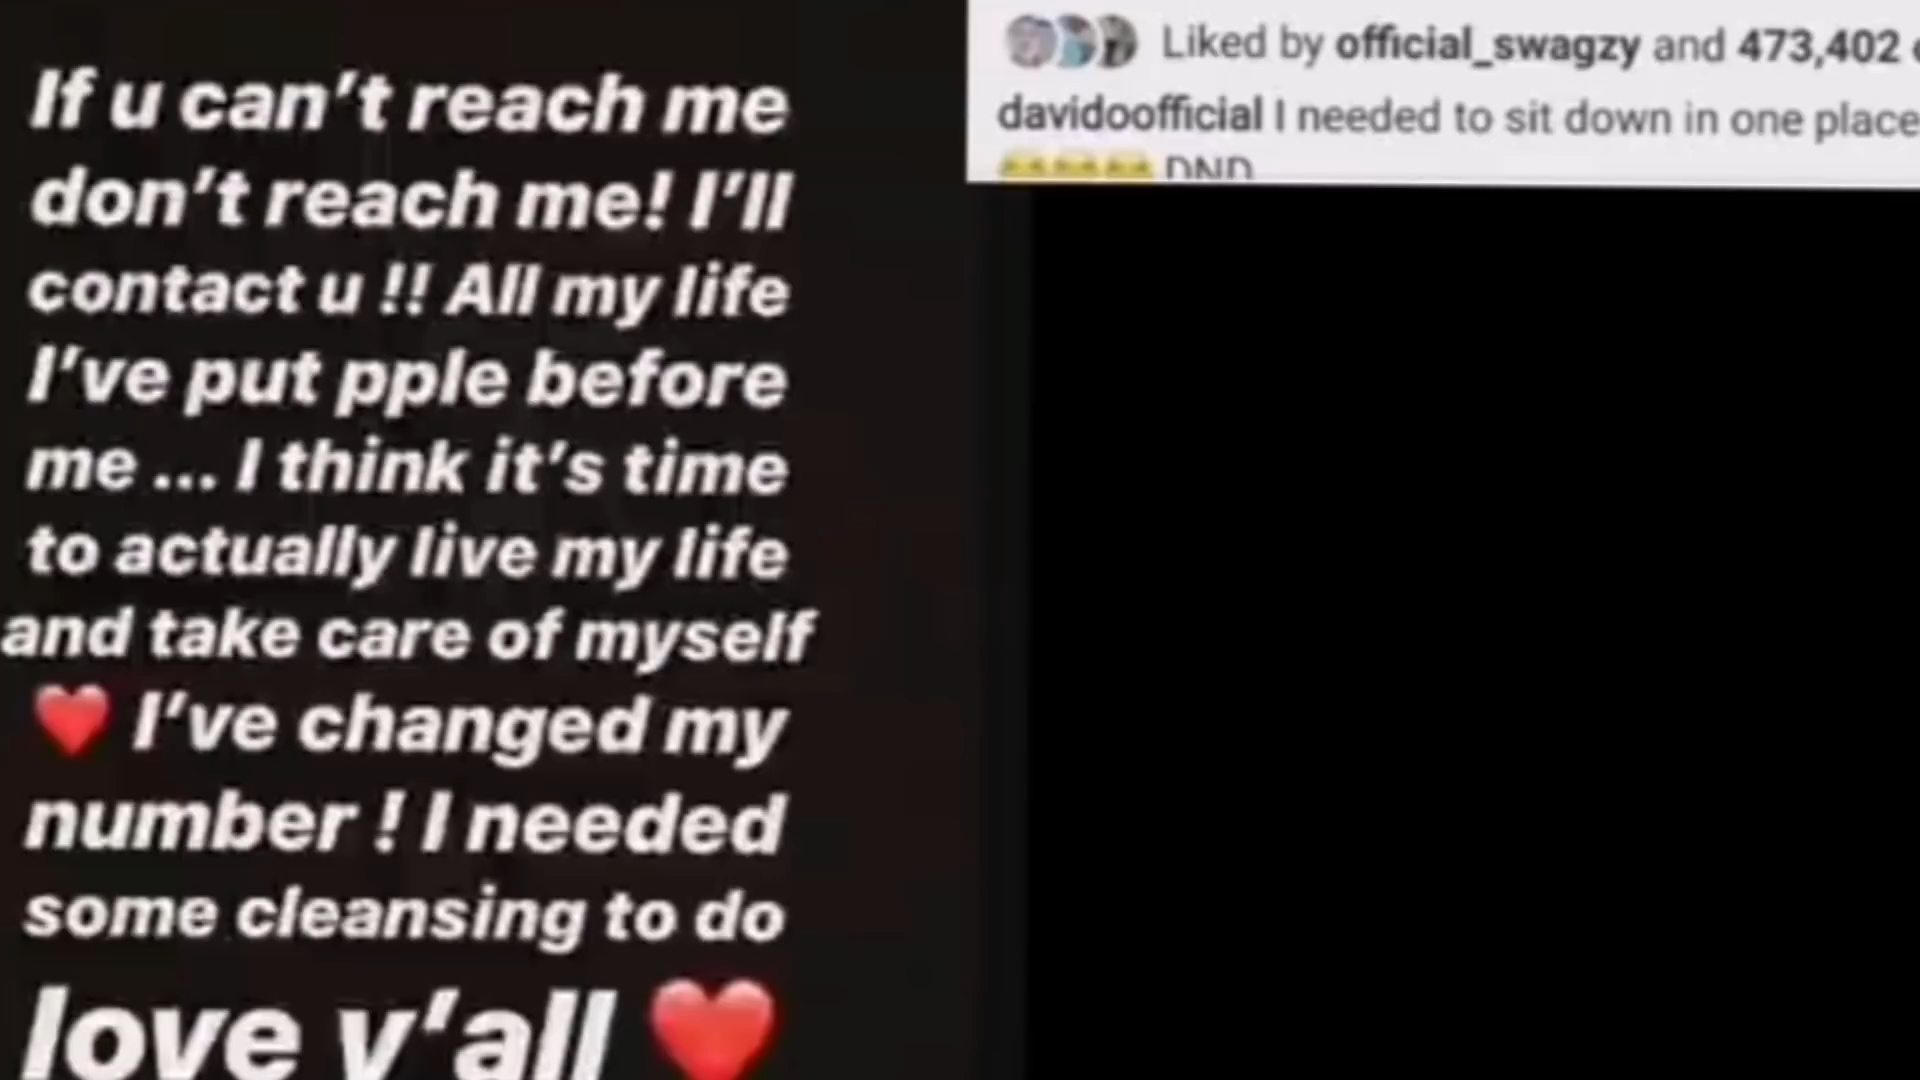 If u can't reach me
don't reach me! I'll
contact u !! All my life
I've put pple before
me ... I think it's time
to actually live my life
and take care of myself
❤️ I've changed my
number ! I needed
some cleansing to do
love y'all ❤️
Liked by official_swagzy and 473,402
davidoofficial I needed to sit down in one place
DND